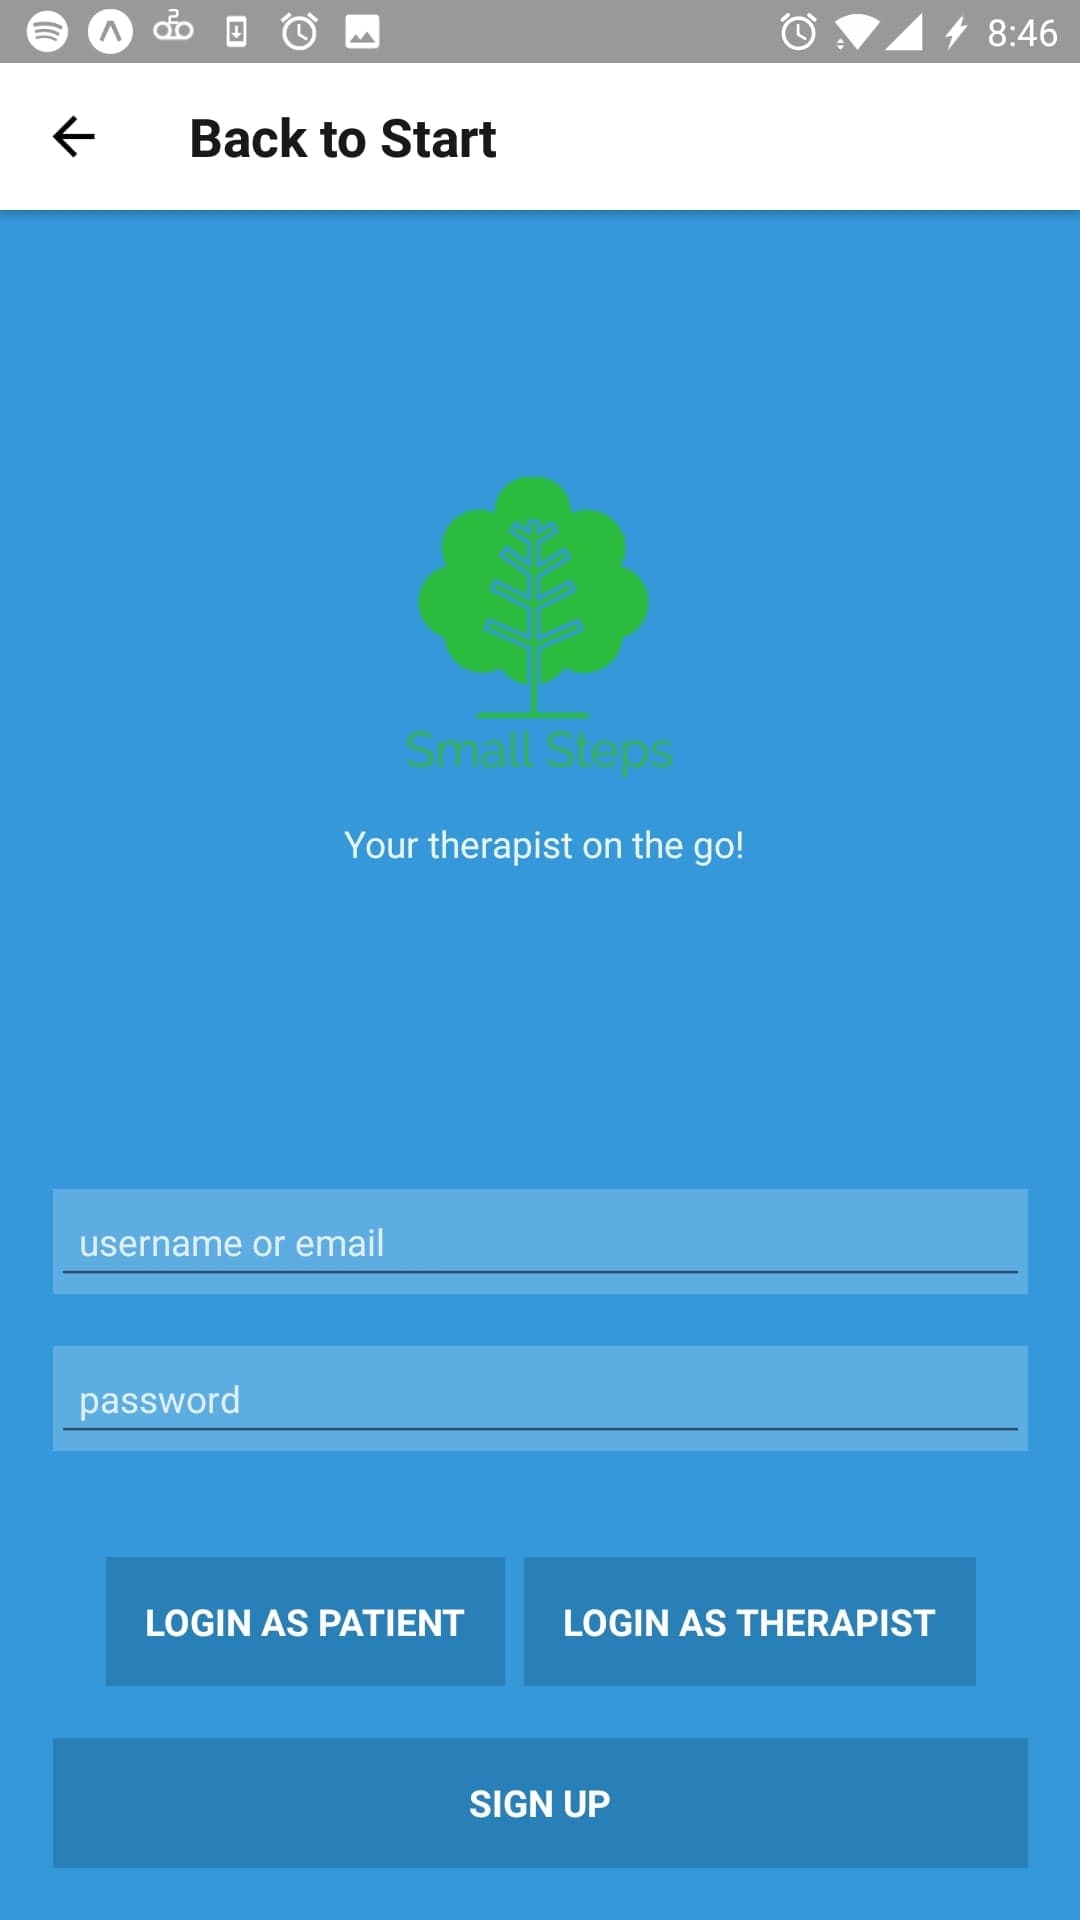 8:46
Back to Start
Small Steps
Your therapist on the go!
username or email
password
LOGIN AS PATIENT
LOGIN AS THERAPIST
SIGN UP